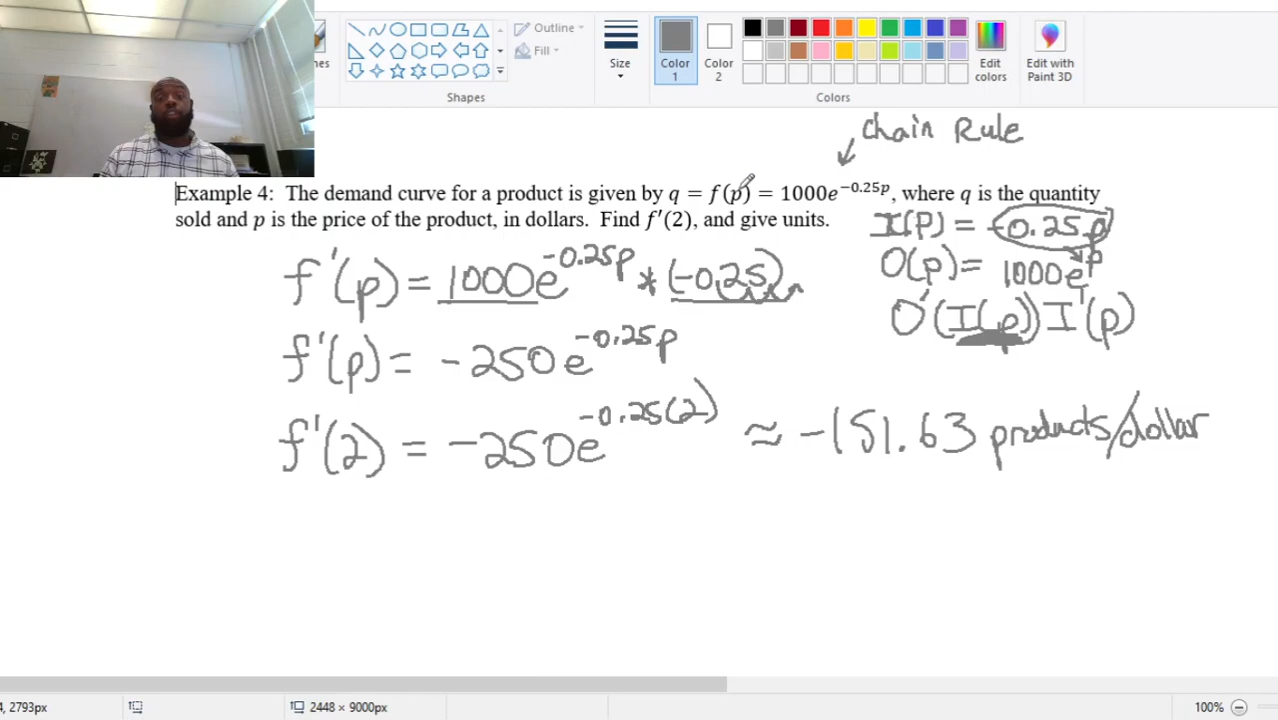 Outline
Fill
Shapes
Size
Color 1
Color 2
Edit colors
Edit with Paint 3D
Colors
Chain Rule
Example 4: The demand curve for a product is given by q = f(p) = 1000e^{-0.25p}, where q is the quantity
sold and p is the price of the product, in dollars. Find f′(2), and give units.
I(P) = -0.25p
O(p) = 1000e^p
O'(I(p)) I'(p)
f'(p) = 1000e^{-0.25p} * (-0.25)
f'(p) = -250e^{-0.25p}
f'(2) = -250e^{-0.25(2)} ≈ -151.63 products/dollar
2793px
2448 × 9000px
100%